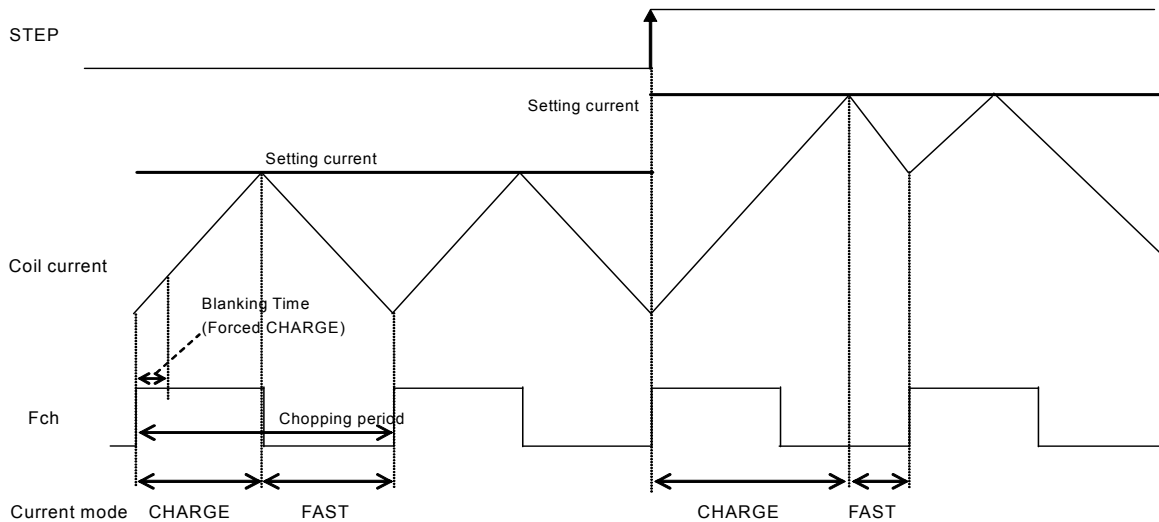 STEP
Setting current
Setting current
Coil current
Blanking Time
(Forced CHARGE)
Fch
Chopping period
Current mode CHARGE FAST CHARGE FAST